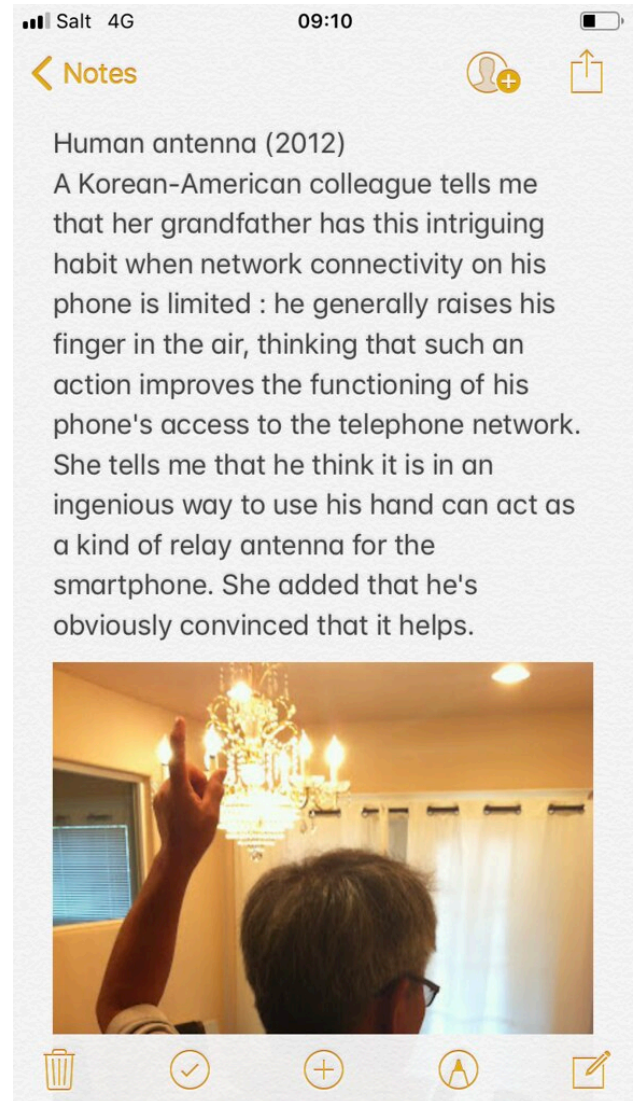 Salt 4G 09:10
Notes
Human antenna (2012)
A Korean-American colleague tells me
that her grandfather has this intriguing
habit when network connectivity on his
phone is limited : he generally raises his
finger in the air, thinking that such an
action improves the functioning of his
phone's access to the telephone network.
She tells me that he think it is in an
ingenious way to use his hand can act as
a kind of relay antenna for the
smartphone. She added that he's
obviously convinced that it helps.